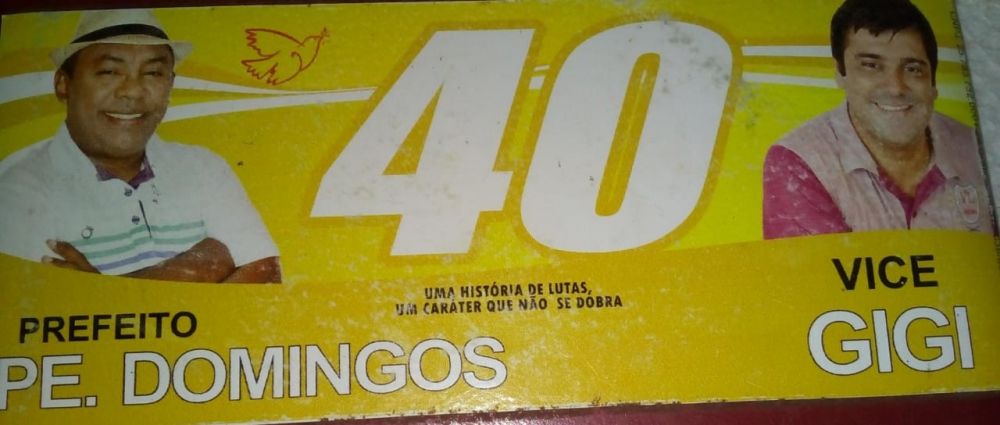 40
UMA HISTÓRIA DE LUTAS,
UM CARÁTER QUE NÃO SE DOBRA
PREFEITO
PE. DOMINGOS
VICE
GIGI